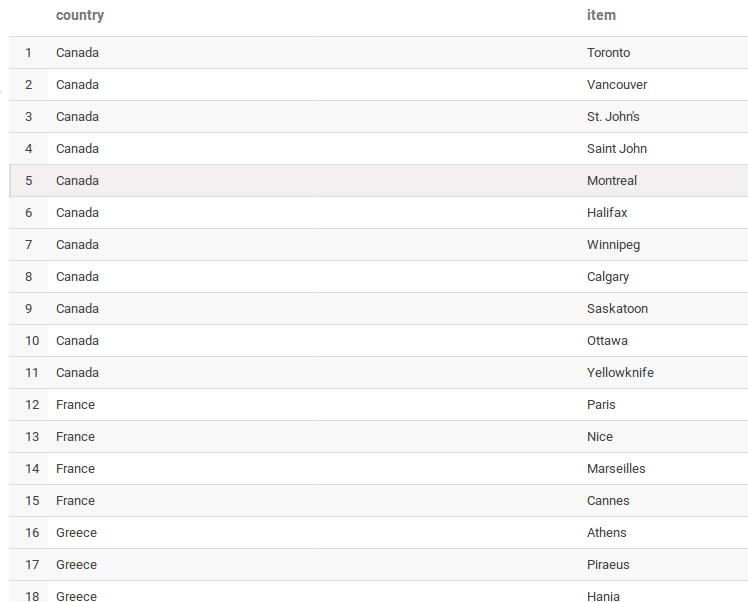 country item
1 Canada Toronto
2 Canada Vancouver
3 Canada St. John's
4 Canada Saint John
5 Canada Montreal
6 Canada Halifax
7 Canada Winnipeg
8 Canada Calgary
9 Canada Saskatoon
10 Canada Ottawa
11 Canada Yellowknife
12 France Paris
13 France Nice
14 France Marseilles
15 France Cannes
16 Greece Athens
17 Greece Piraeus
18 Greece Hania